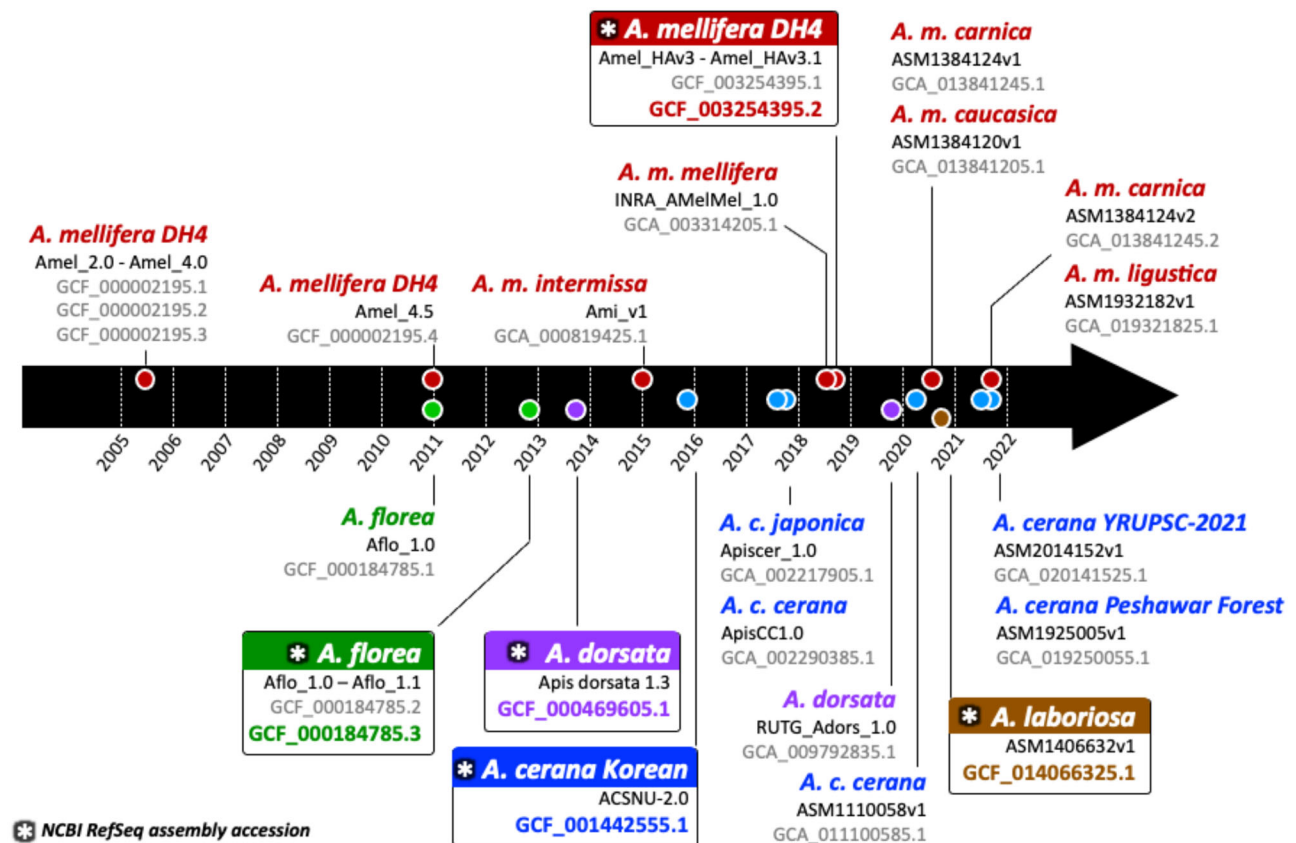 * A. mellifera DH4
Amel_HAv3 - Amel_HAv3.1
GCF_003254395.1
GCF_003254395.2
A. m. carnica
ASM1384124v1
GCA_013841245.1
A. m. caucasica
ASM1384120v1
GCA_013841205.1
A. m. mellifera
INRA_AMelMel_1.0
GCA_003314205.1
A. m. carnica
ASM1384124v2
GCA_013841245.2
A. m. ligustica
ASM1932182v1
GCA_019321825.1
A. mellifera DH4
Amel_2.0 - Amel_4.0
GCF_000002195.1
GCF_000002195.2
GCF_000002195.3
A. mellifera DH4
Amel_4.5
GCF_000002195.4
A. m. intermissa
Ami_v1
GCA_000819425.1
2005
2006
2007
2008
2009
2010
2011
2012
2013
2014
2015
2016
2017
2018
2019
2020
2021
2022
A. florea
Aflo_1.0
GCF_000184785.1
A. c. japonica
Apiscer_1.0
GCA_002217905.1
A. c. cerana
ApisCC1.0
GCA_002290385.1
A. cerana YRUPSC-2021
ASM2014152v1
GCA_020141525.1
A. cerana Peshawar Forest
ASM1925005v1
GCA_019250055.1
* A. florea
Aflo_1.0 – Aflo_1.1
GCF_000184785.2
GCF_000184785.3
* A. dorsata
Apis dorsata 1.3
GCF_000469605.1
* A. cerana Korean
ACSNU-2.0
GCF_001442555.1
A. dorsata
RUTG_Adors_1.0
GCA_009792835.1
A. c. cerana
ASM1110058v1
GCA_011100585.1
* A. laboriosa
ASM1406632v1
GCF_014066325.1
* NCBI RefSeq assembly accession